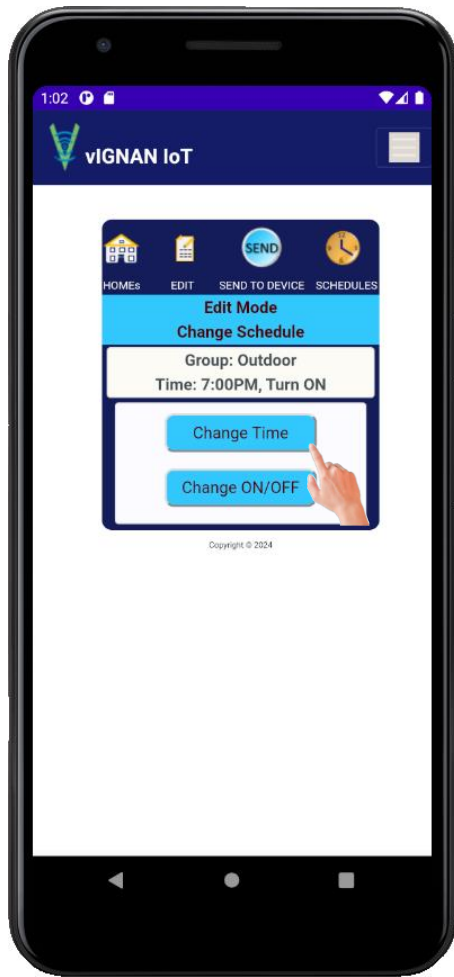 1:02
vIGNAN IoT
SEND
HOMEs EDIT SEND TO DEVICE SCHEDULES
Edit Mode
Change Schedule
Group: Outdoor
Time: 7:00PM, Turn ON
Change Time
Change ON/OFF
Copyright © 2024